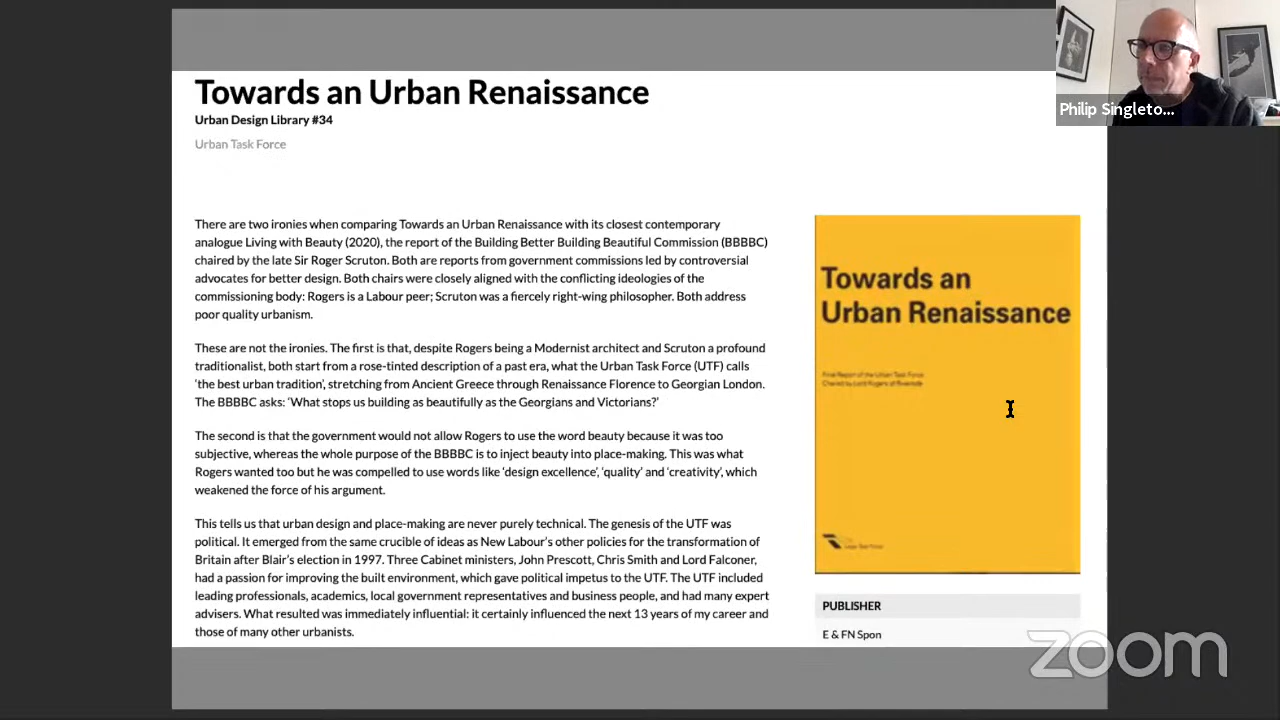 Towards an Urban Renaissance
Urban Design Library #34
Urban Task Force
There are two ironies when comparing Towards an Urban Renaissance with its closest contemporary
analogue Living with Beauty (2020), the report of the Building Better Building Beautiful Commission (BBBBC)
chaired by the late Sir Roger Scruton. Both are reports from government commissions led by controversial
advocates for better design. Both chairs were closely aligned with the conflicting ideologies of the
commissioning body: Rogers is a Labour peer; Scruton was a fiercely right-wing philosopher. Both address
poor quality urbanism.
These are not the ironies. The first is that, despite Rogers being a Modernist architect and Scruton a profound
traditionalist, both start from a rose-tinted description of a past era, what the Urban Task Force (UTF) calls
‘the best urban tradition’, stretching from Ancient Greece through Renaissance Florence to Georgian London.
The BBBBC asks: ‘What stops us building as beautifully as the Georgians and Victorians?’
The second is that the government would not allow Rogers to use the word beauty because it was too
subjective, whereas the whole purpose of the BBBBC is to inject beauty into place-making. This was what
Rogers wanted too but he was compelled to use words like ‘design excellence’, ‘quality’ and ‘creativity’, which
weakened the force of his argument.
This tells us that urban design and place-making are never purely technical. The genesis of the UTF was
political. It emerged from the same crucible of ideas as New Labour’s other policies for the transformation of
Britain after Blair’s election in 1997. Three Cabinet ministers, John Prescott, Chris Smith and Lord Falconer,
had a passion for improving the built environment, which gave political impetus to the UTF. The UTF included
leading professionals, academics, local government representatives and business people, and had many expert
advisers. What resulted was immediately influential: it certainly influenced the next 13 years of my career and
those of many other urbanists.
Towards an
Urban Renaissance
Final Report of the Urban Task Force
Chaired by Lord Rogers of Riverside
Urban Task Force
PUBLISHER
E & FN Spon
Philip Singleto...
zoom